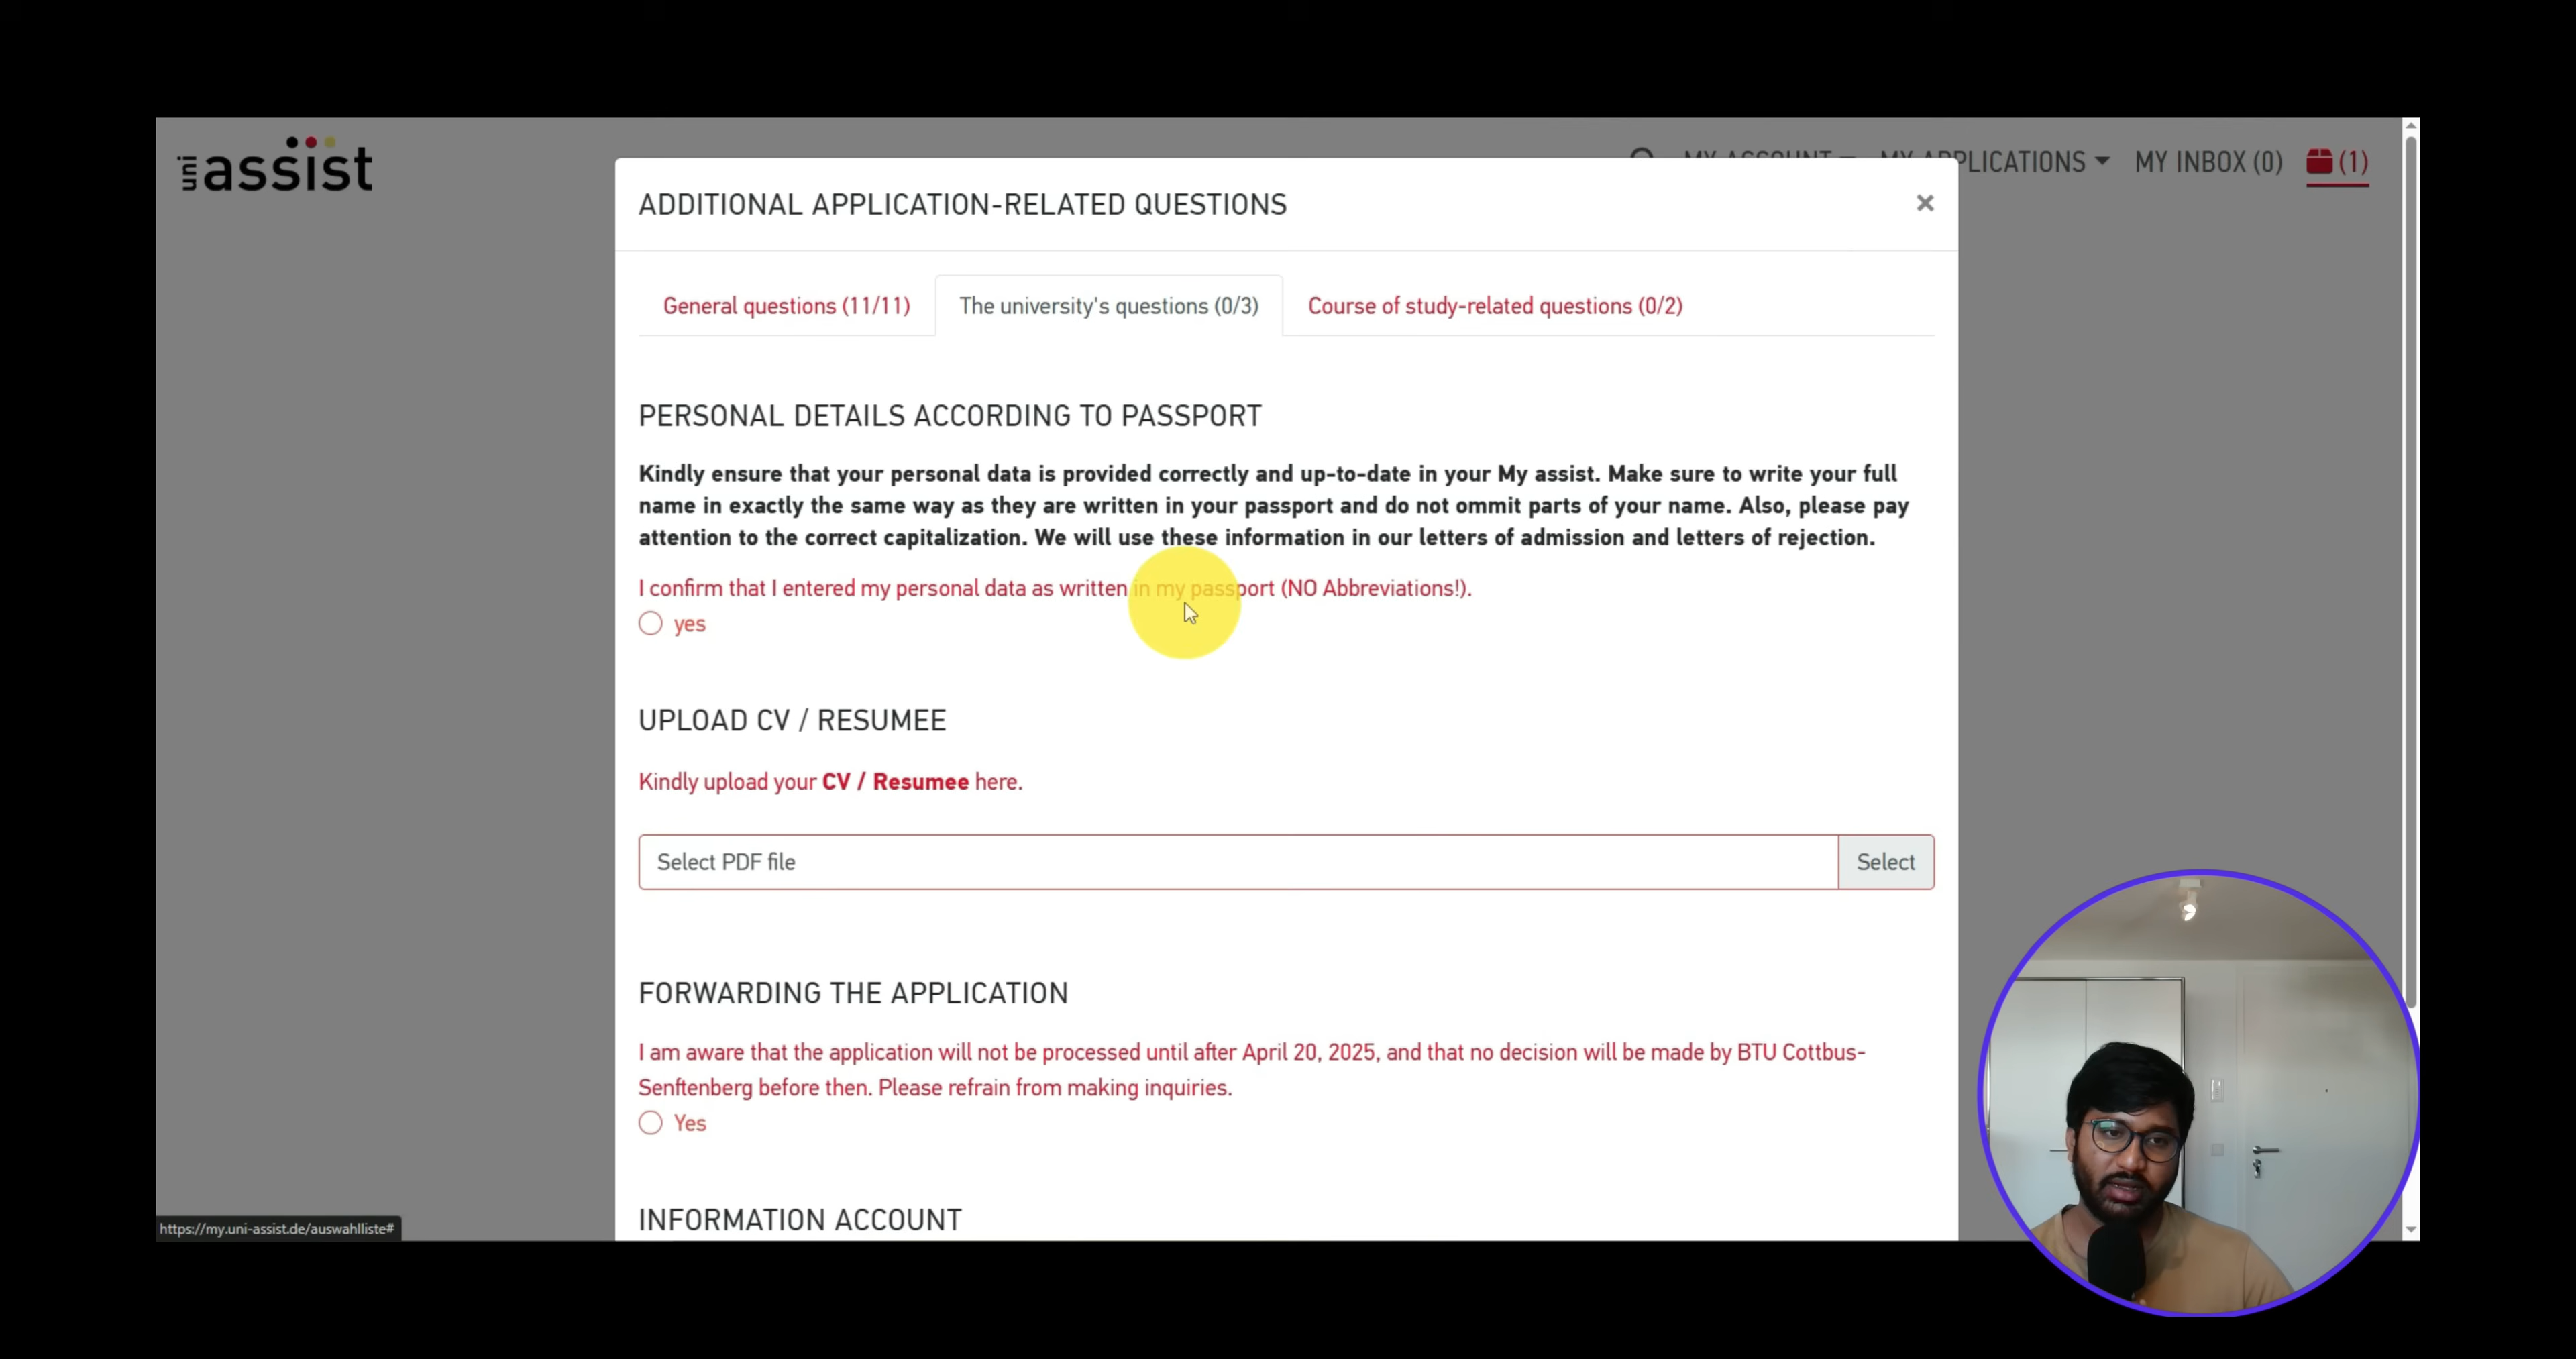 uni assist
MY ACCOUNT MY APPLICATIONS MY INBOX (0) (1)
ADDITIONAL APPLICATION-RELATED QUESTIONS
General questions (11/11) The university's questions (0/3) Course of study-related questions (0/2)
PERSONAL DETAILS ACCORDING TO PASSPORT
Kindly ensure that your personal data is provided correctly and up-to-date in your My assist. Make sure to write your full
name in exactly the same way as they are written in your passport and do not ommit parts of your name. Also, please pay
attention to the correct capitalization. We will use these information in our letters of admission and letters of rejection.
I confirm that I entered my personal data as written in my passport (NO Abbreviations!).
yes
UPLOAD CV / RESUMEE
Kindly upload your CV / Resumee here.
Select PDF file Select
FORWARDING THE APPLICATION
I am aware that the application will not be processed until after April 20, 2025, and that no decision will be made by BTU Cottbus-
Senftenberg before then. Please refrain from making inquiries.
Yes
INFORMATION ACCOUNT
https://my.uni-assist.de/auswahlliste#